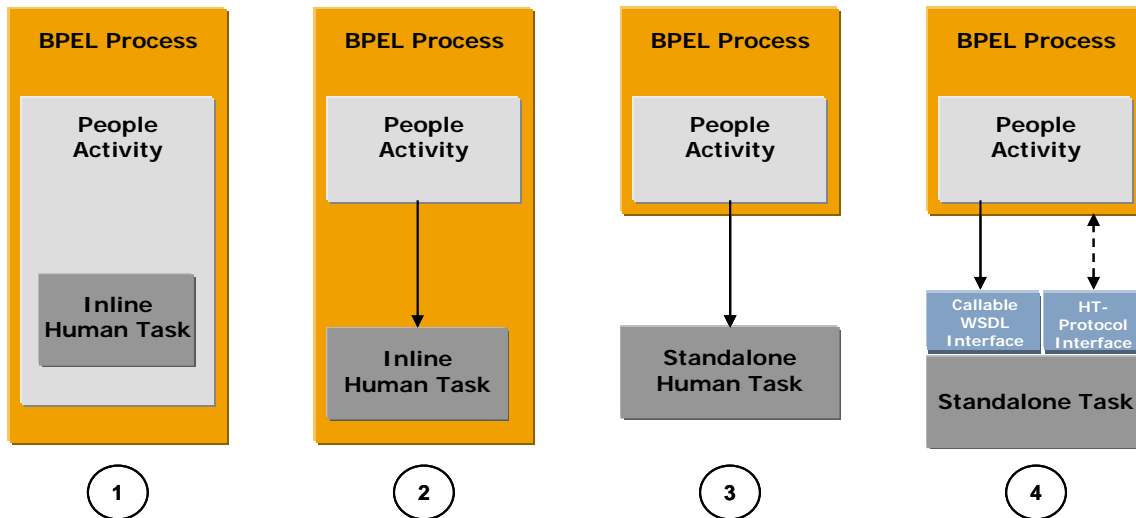 BPEL Process
People
Activity
Inline
Human Task
1
BPEL Process
People
Activity
Inline
Human Task
2
BPEL Process
People
Activity
Standalone
Human Task
3
BPEL Process
People
Activity
Callable
WSDL
Interface
HT-
Protocol
Interface
Standalone Task
4